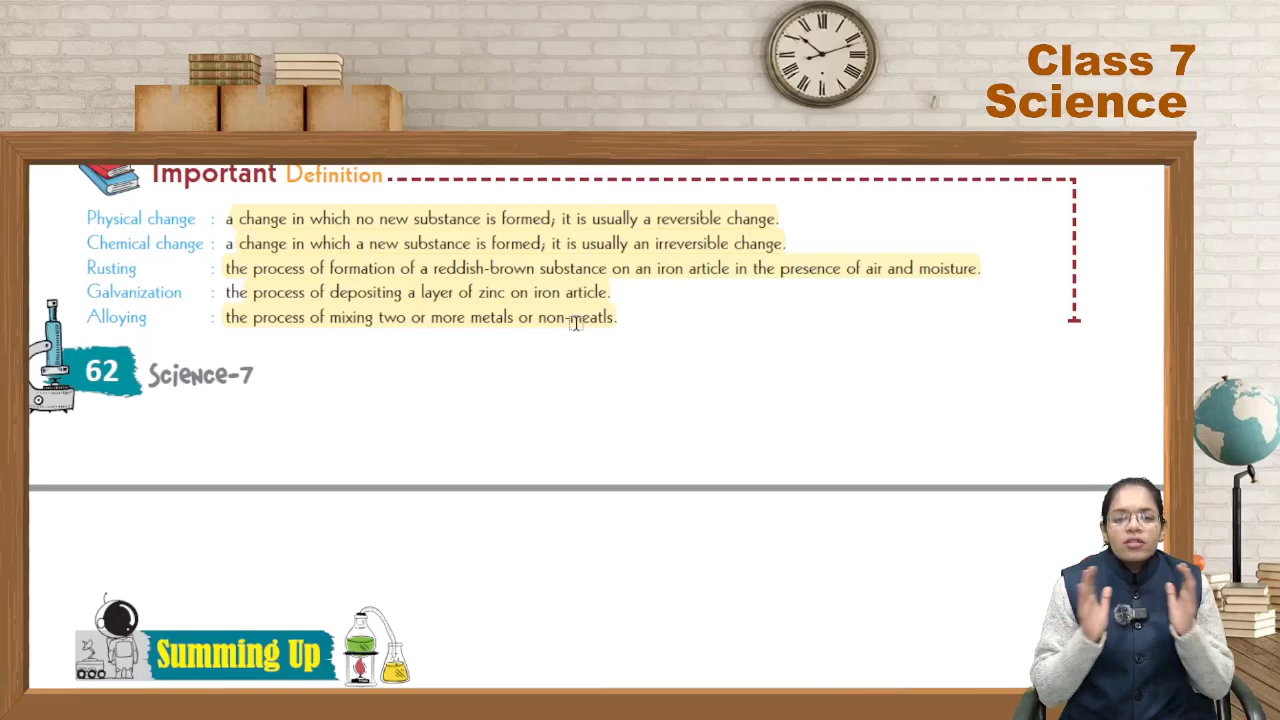 Class 7
Science
Important Definition
Physical change : a change in which no new substance is formed; it is usually a reversible change.
Chemical change : a change in which a new substance is formed; it is usually an irreversible change.
Rusting : the process of formation of a reddish-brown substance on an iron article in the presence of air and moisture.
Galvanization : the process of depositing a layer of zinc on iron article.
Alloying : the process of mixing two or more metals or non-meatls.
62 Science-7
Summing Up